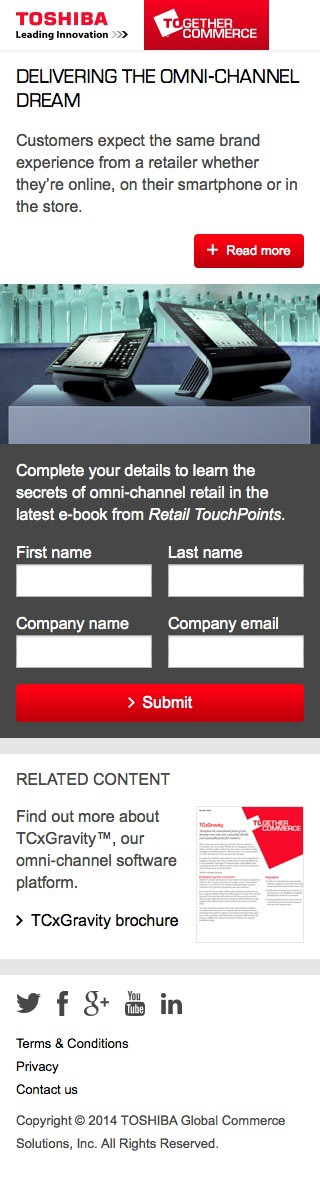 TOSHIBA
Leading Innovation >>>
TOGETHER
COMMERCE
DELIVERING THE OMNI-CHANNEL
DREAM
Customers expect the same brand
experience from a retailer whether
they’re online, on their smartphone or in
the store.
+ Read more
Complete your details to learn the
secrets of omni-channel retail in the
latest e-book from Retail TouchPoints.
First name
Last name
Company name
Company email
> Submit
RELATED CONTENT
Find out more about
TCxGravity™, our
omni-channel software
platform.
> TCxGravity brochure
TCxGravity
TOGETHER
COMMERCE
You
Tube
Terms & Conditions
Privacy
Contact us
Copyright © 2014 TOSHIBA Global Commerce
Solutions, Inc. All Rights Reserved.